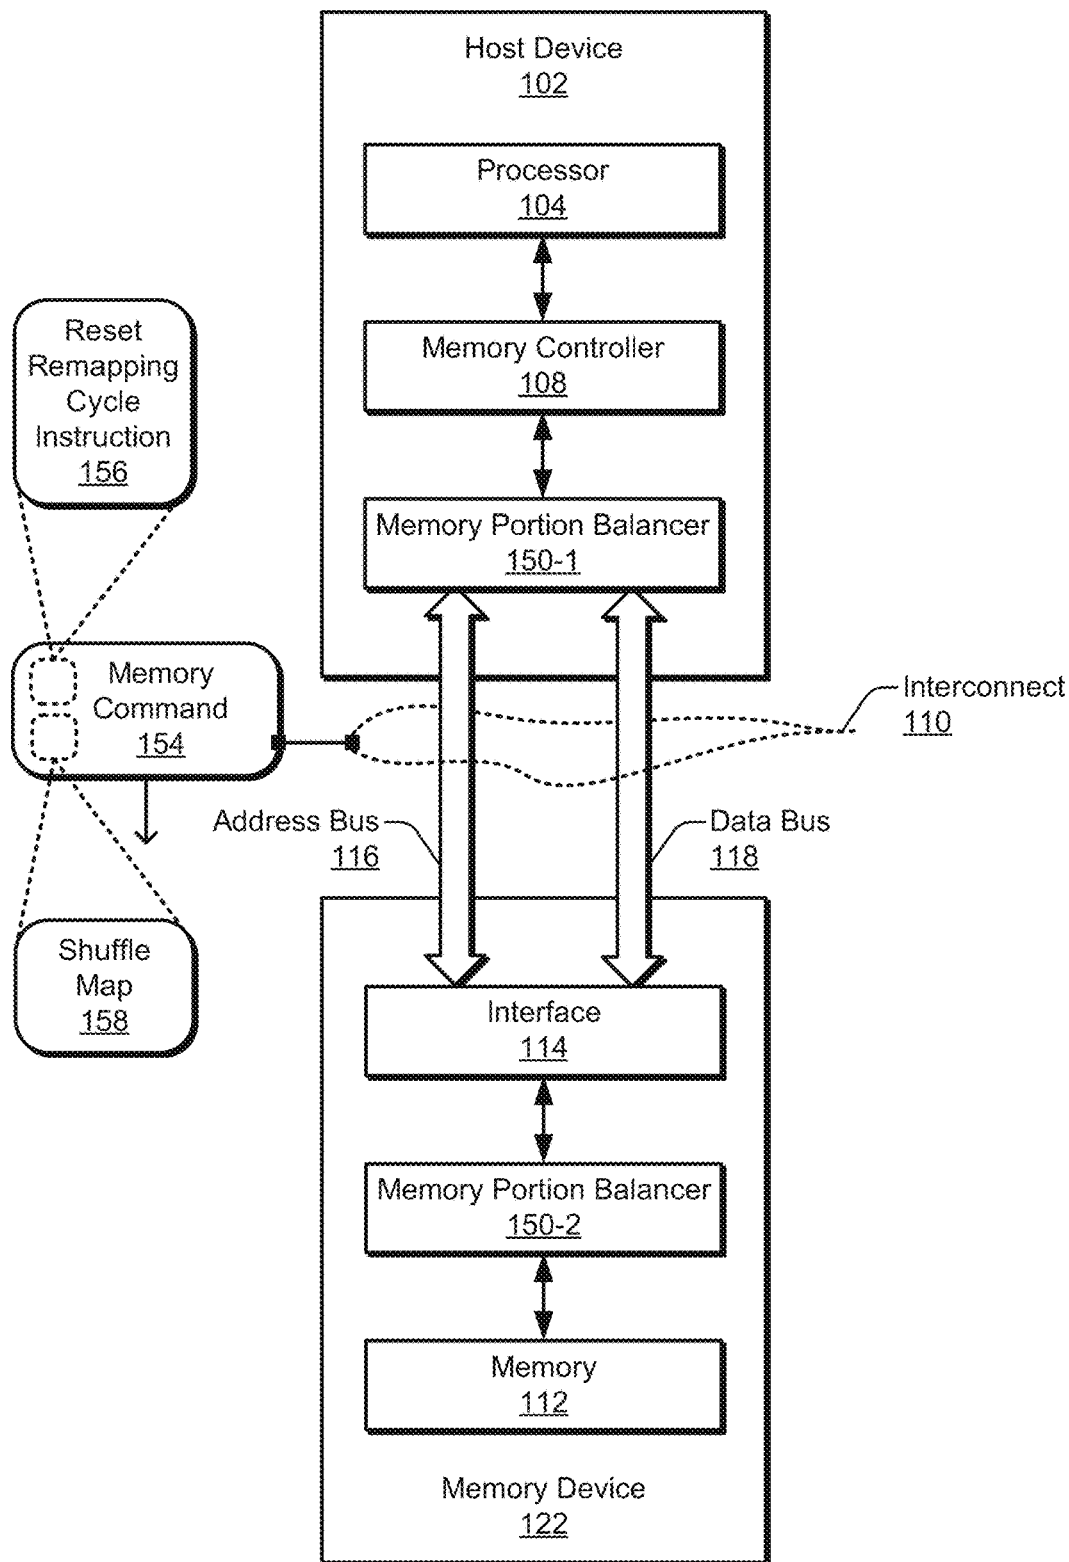 Host Device
102
Processor
104
Memory Controller
108
Memory Portion Balancer
150-1
Reset
Remapping
Cycle
Instruction
156
Memory
Command
154
Interconnect
110
Address Bus
116
Data Bus
118
Shuffle
Map
158
Interface
114
Memory Portion Balancer
150-2
Memory
112
Memory Device
122